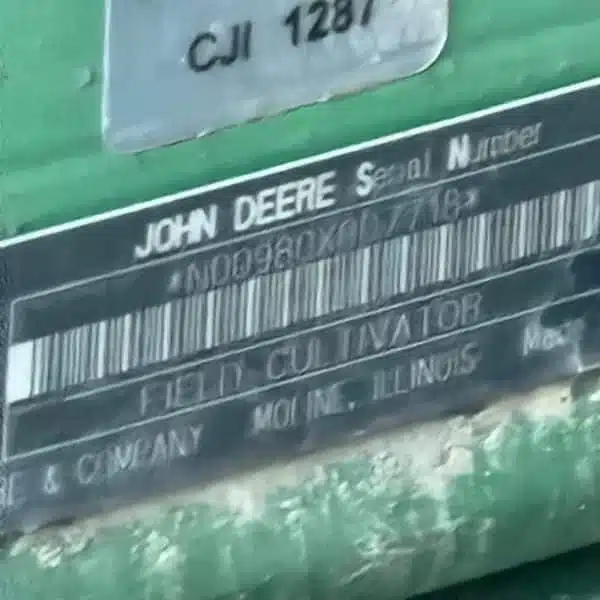 CJI 1287
JOHN DEERE Serial Number
FIELD CULTIVATOR
& COMPANY MOLINE, ILLINOIS